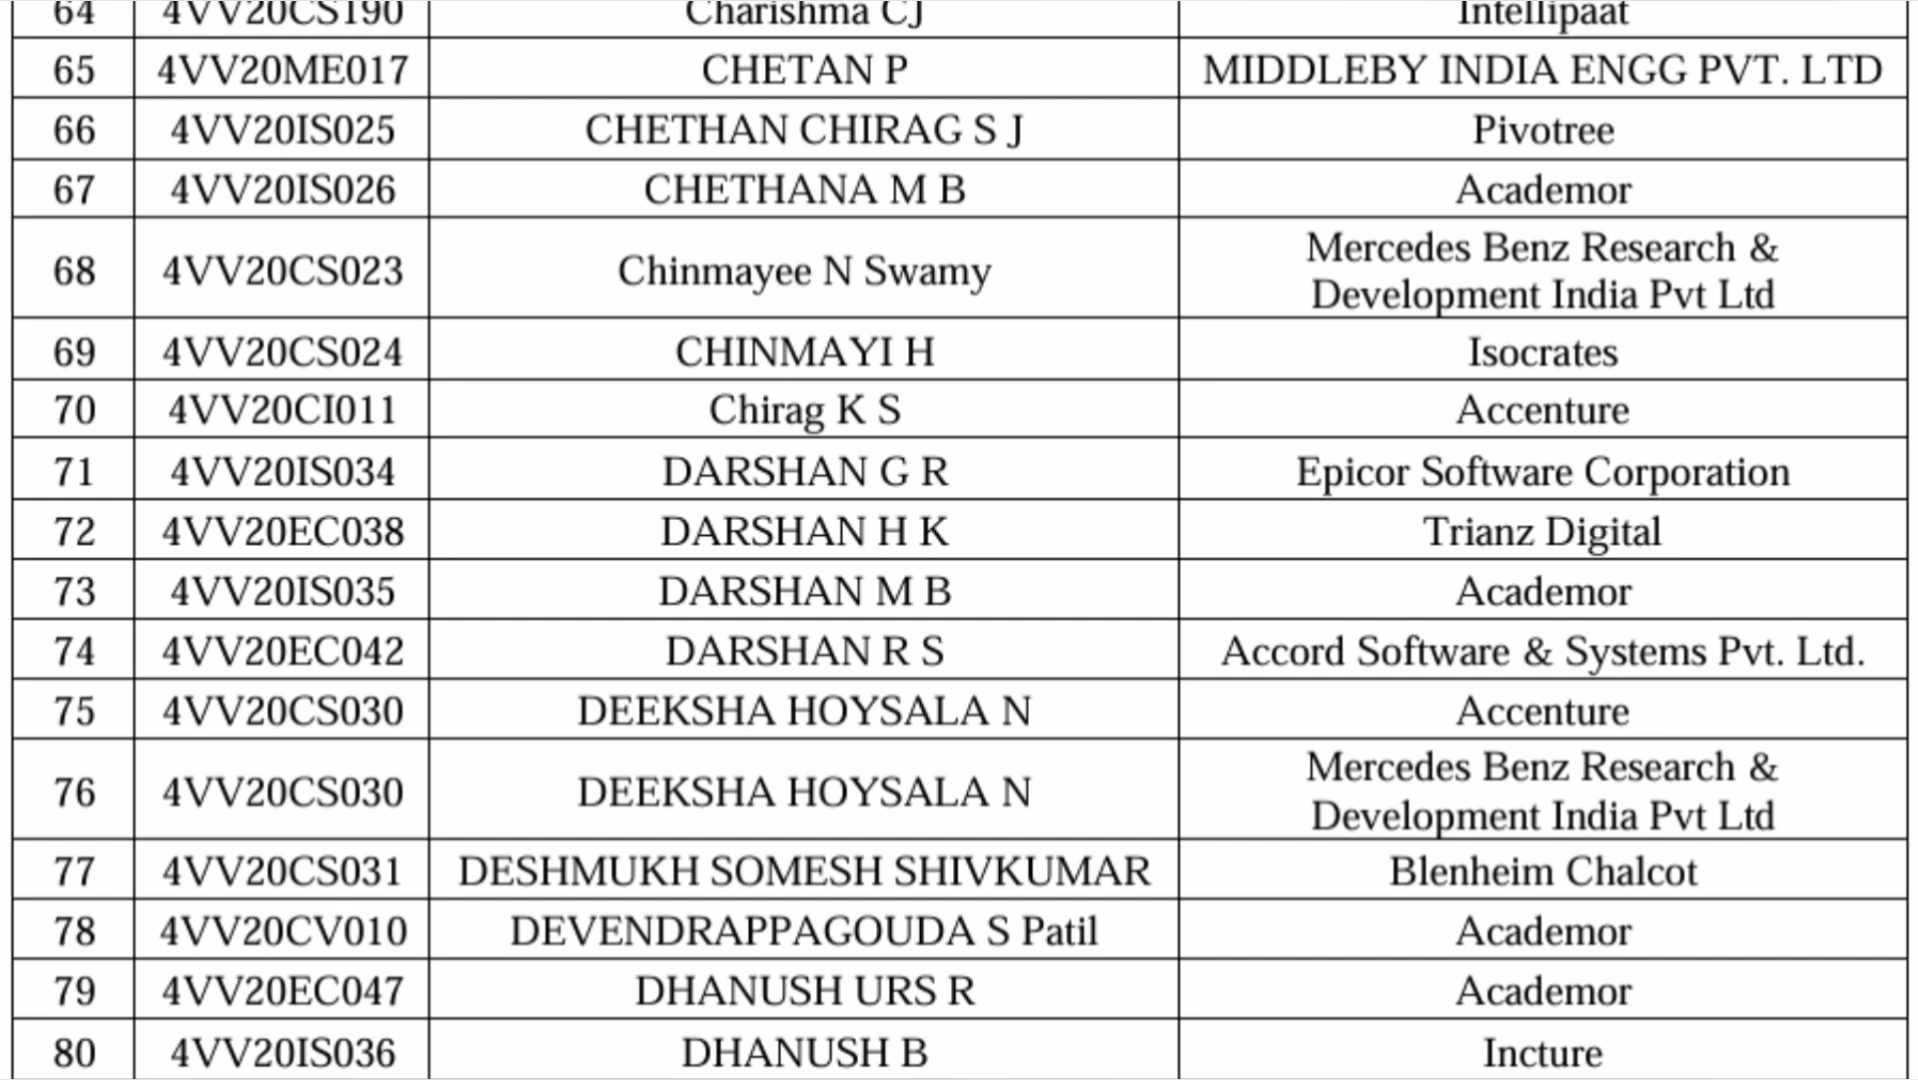 64 4VV20CS190 Charishma CJ Intellipaat
65 4VV20ME017 CHETAN P MIDDLEBY INDIA ENGG PVT. LTD
66 4VV20IS025 CHETHAN CHIRAG S J Pivotree
67 4VV20IS026 CHETHANA M B Academor
68 4VV20CS023 Chinmayee N Swamy Mercedes Benz Research &
Development India Pvt Ltd
69 4VV20CS024 CHINMAYI H Isocrates
70 4VV20CI011 Chirag K S Accenture
71 4VV20IS034 DARSHAN G R Epicor Software Corporation
72 4VV20EC038 DARSHAN H K Trianz Digital
73 4VV20IS035 DARSHAN M B Academor
74 4VV20EC042 DARSHAN R S Accord Software & Systems Pvt. Ltd.
75 4VV20CS030 DEEKSHA HOYSALA N Accenture
76 4VV20CS030 DEEKSHA HOYSALA N Mercedes Benz Research &
Development India Pvt Ltd
77 4VV20CS031 DESHMUKH SOMESH SHIVKUMAR Blenheim Chalcot
78 4VV20CV010 DEVENDRAPPAGOUDA S Patil Academor
79 4VV20EC047 DHANUSH URS R Academor
80 4VV20IS036 DHANUSH B Incture